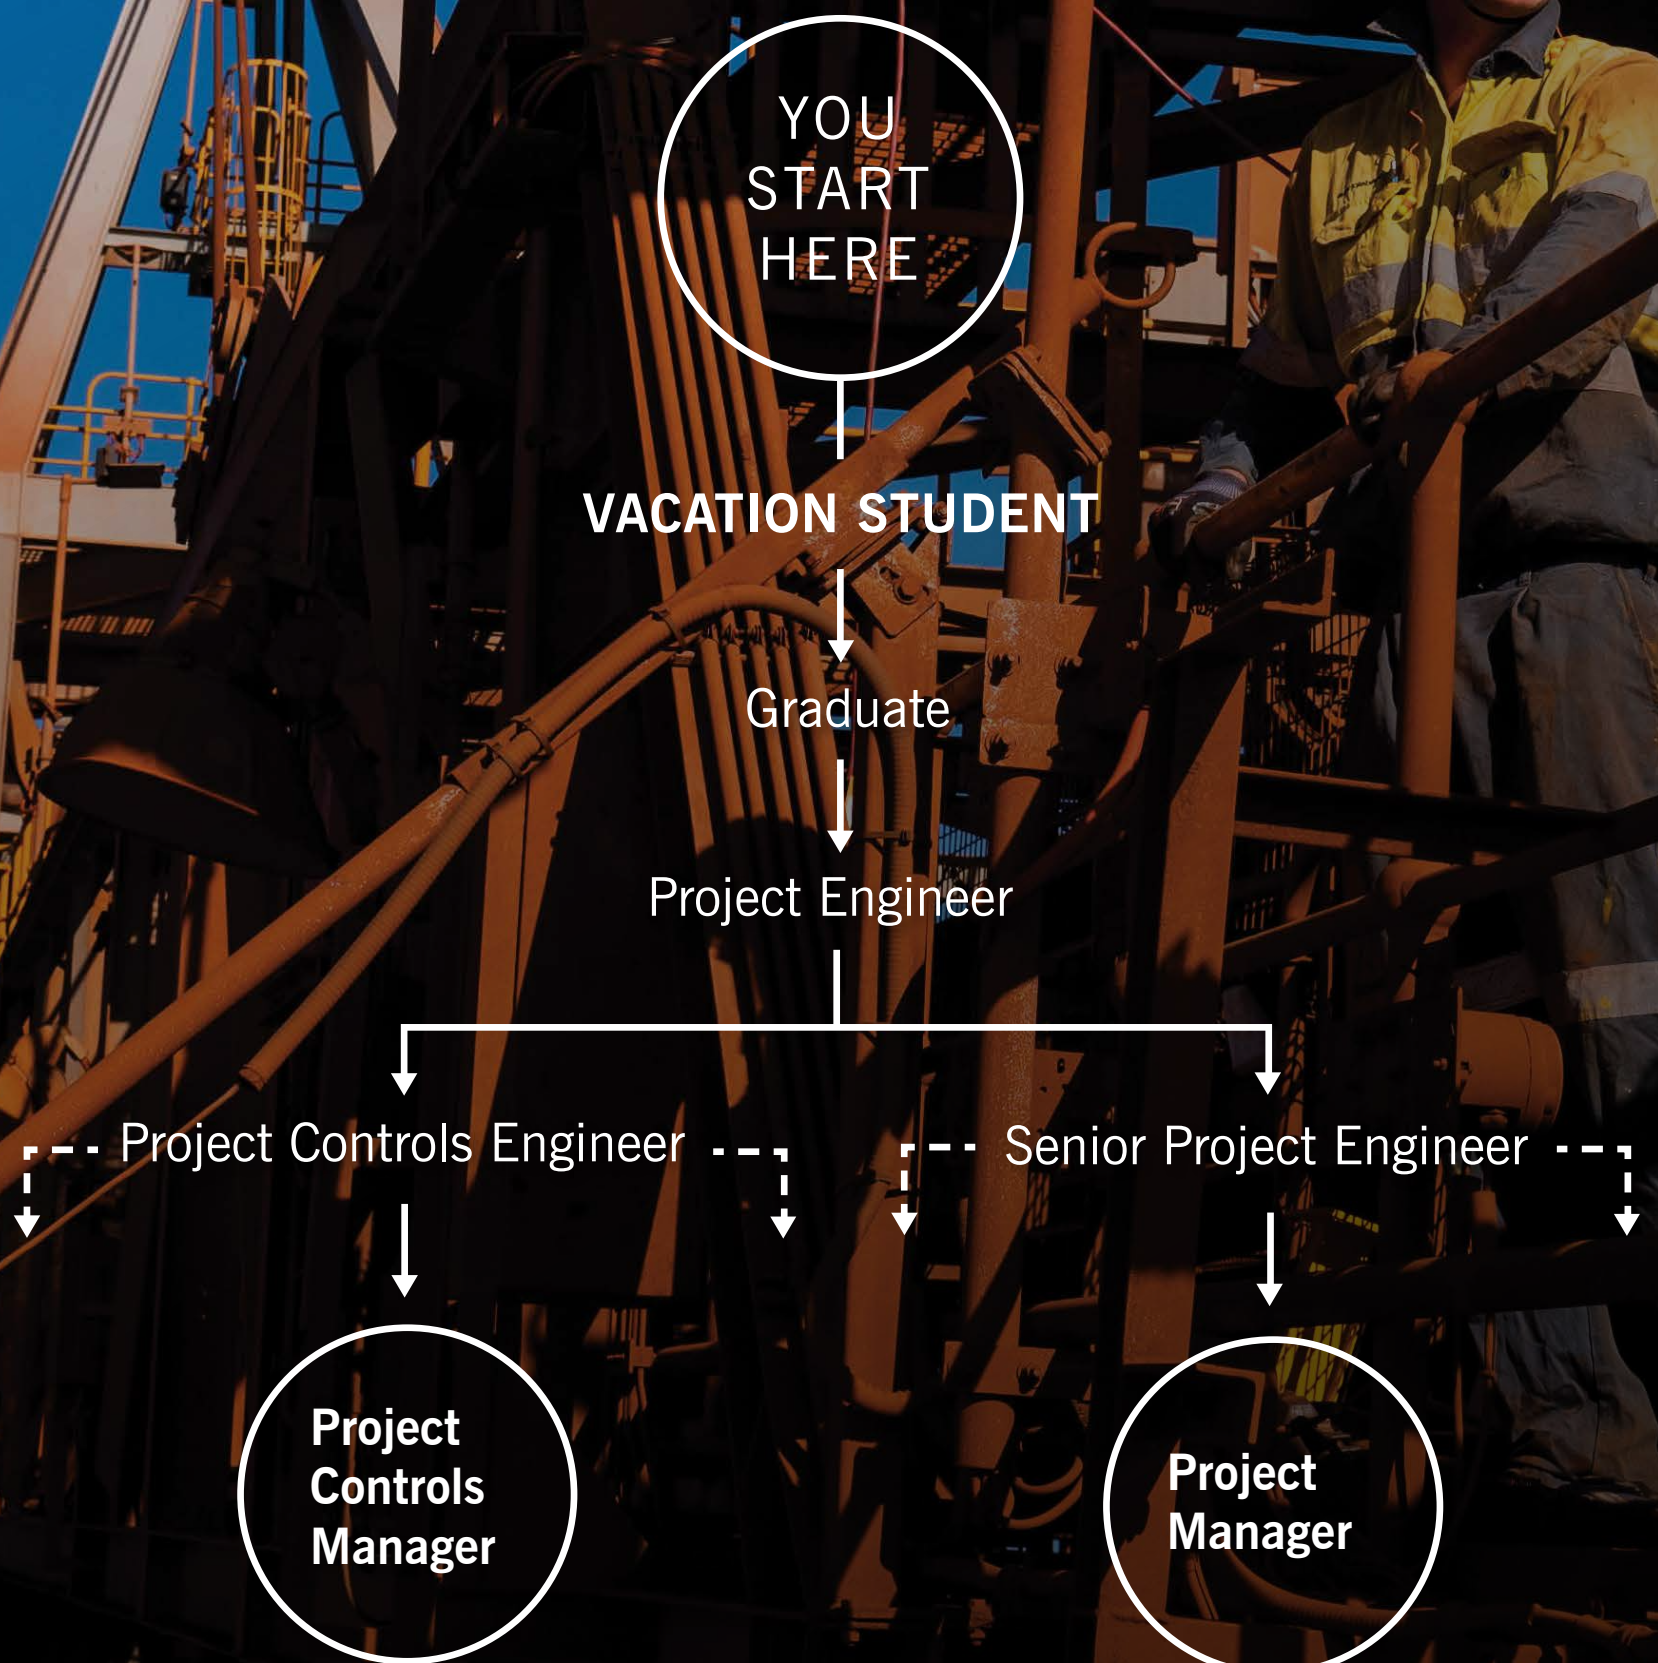 YOU
START
HERE
VACATION STUDENT
Graduate
Project Engineer
Project Controls Engineer
Senior Project Engineer
Project
Controls
Manager
Project
Manager